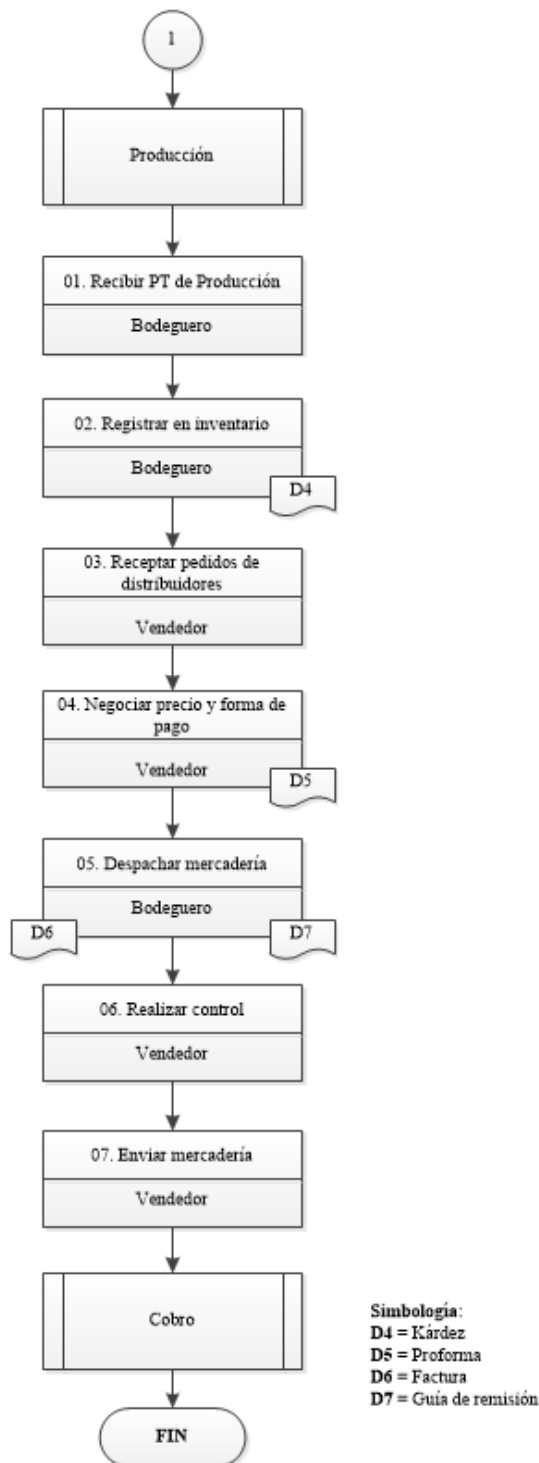 1
Producción
01. Recibir PT de Producción
Bodeguero
02. Registrar en inventario
Bodeguero
D4
03. Receptar pedidos de
distribuidores
Vendedor
04. Negociar precio y forma de
pago
Vendedor
D5
05. Despachar mercadería
Bodeguero
D6
D7
06. Realizar control
Vendedor
07. Enviar mercadería
Vendedor
Cobro
FIN
Simbología:
D4 = Kárdez
D5 = Proforma
D6 = Factura
D7 = Guía de remisión